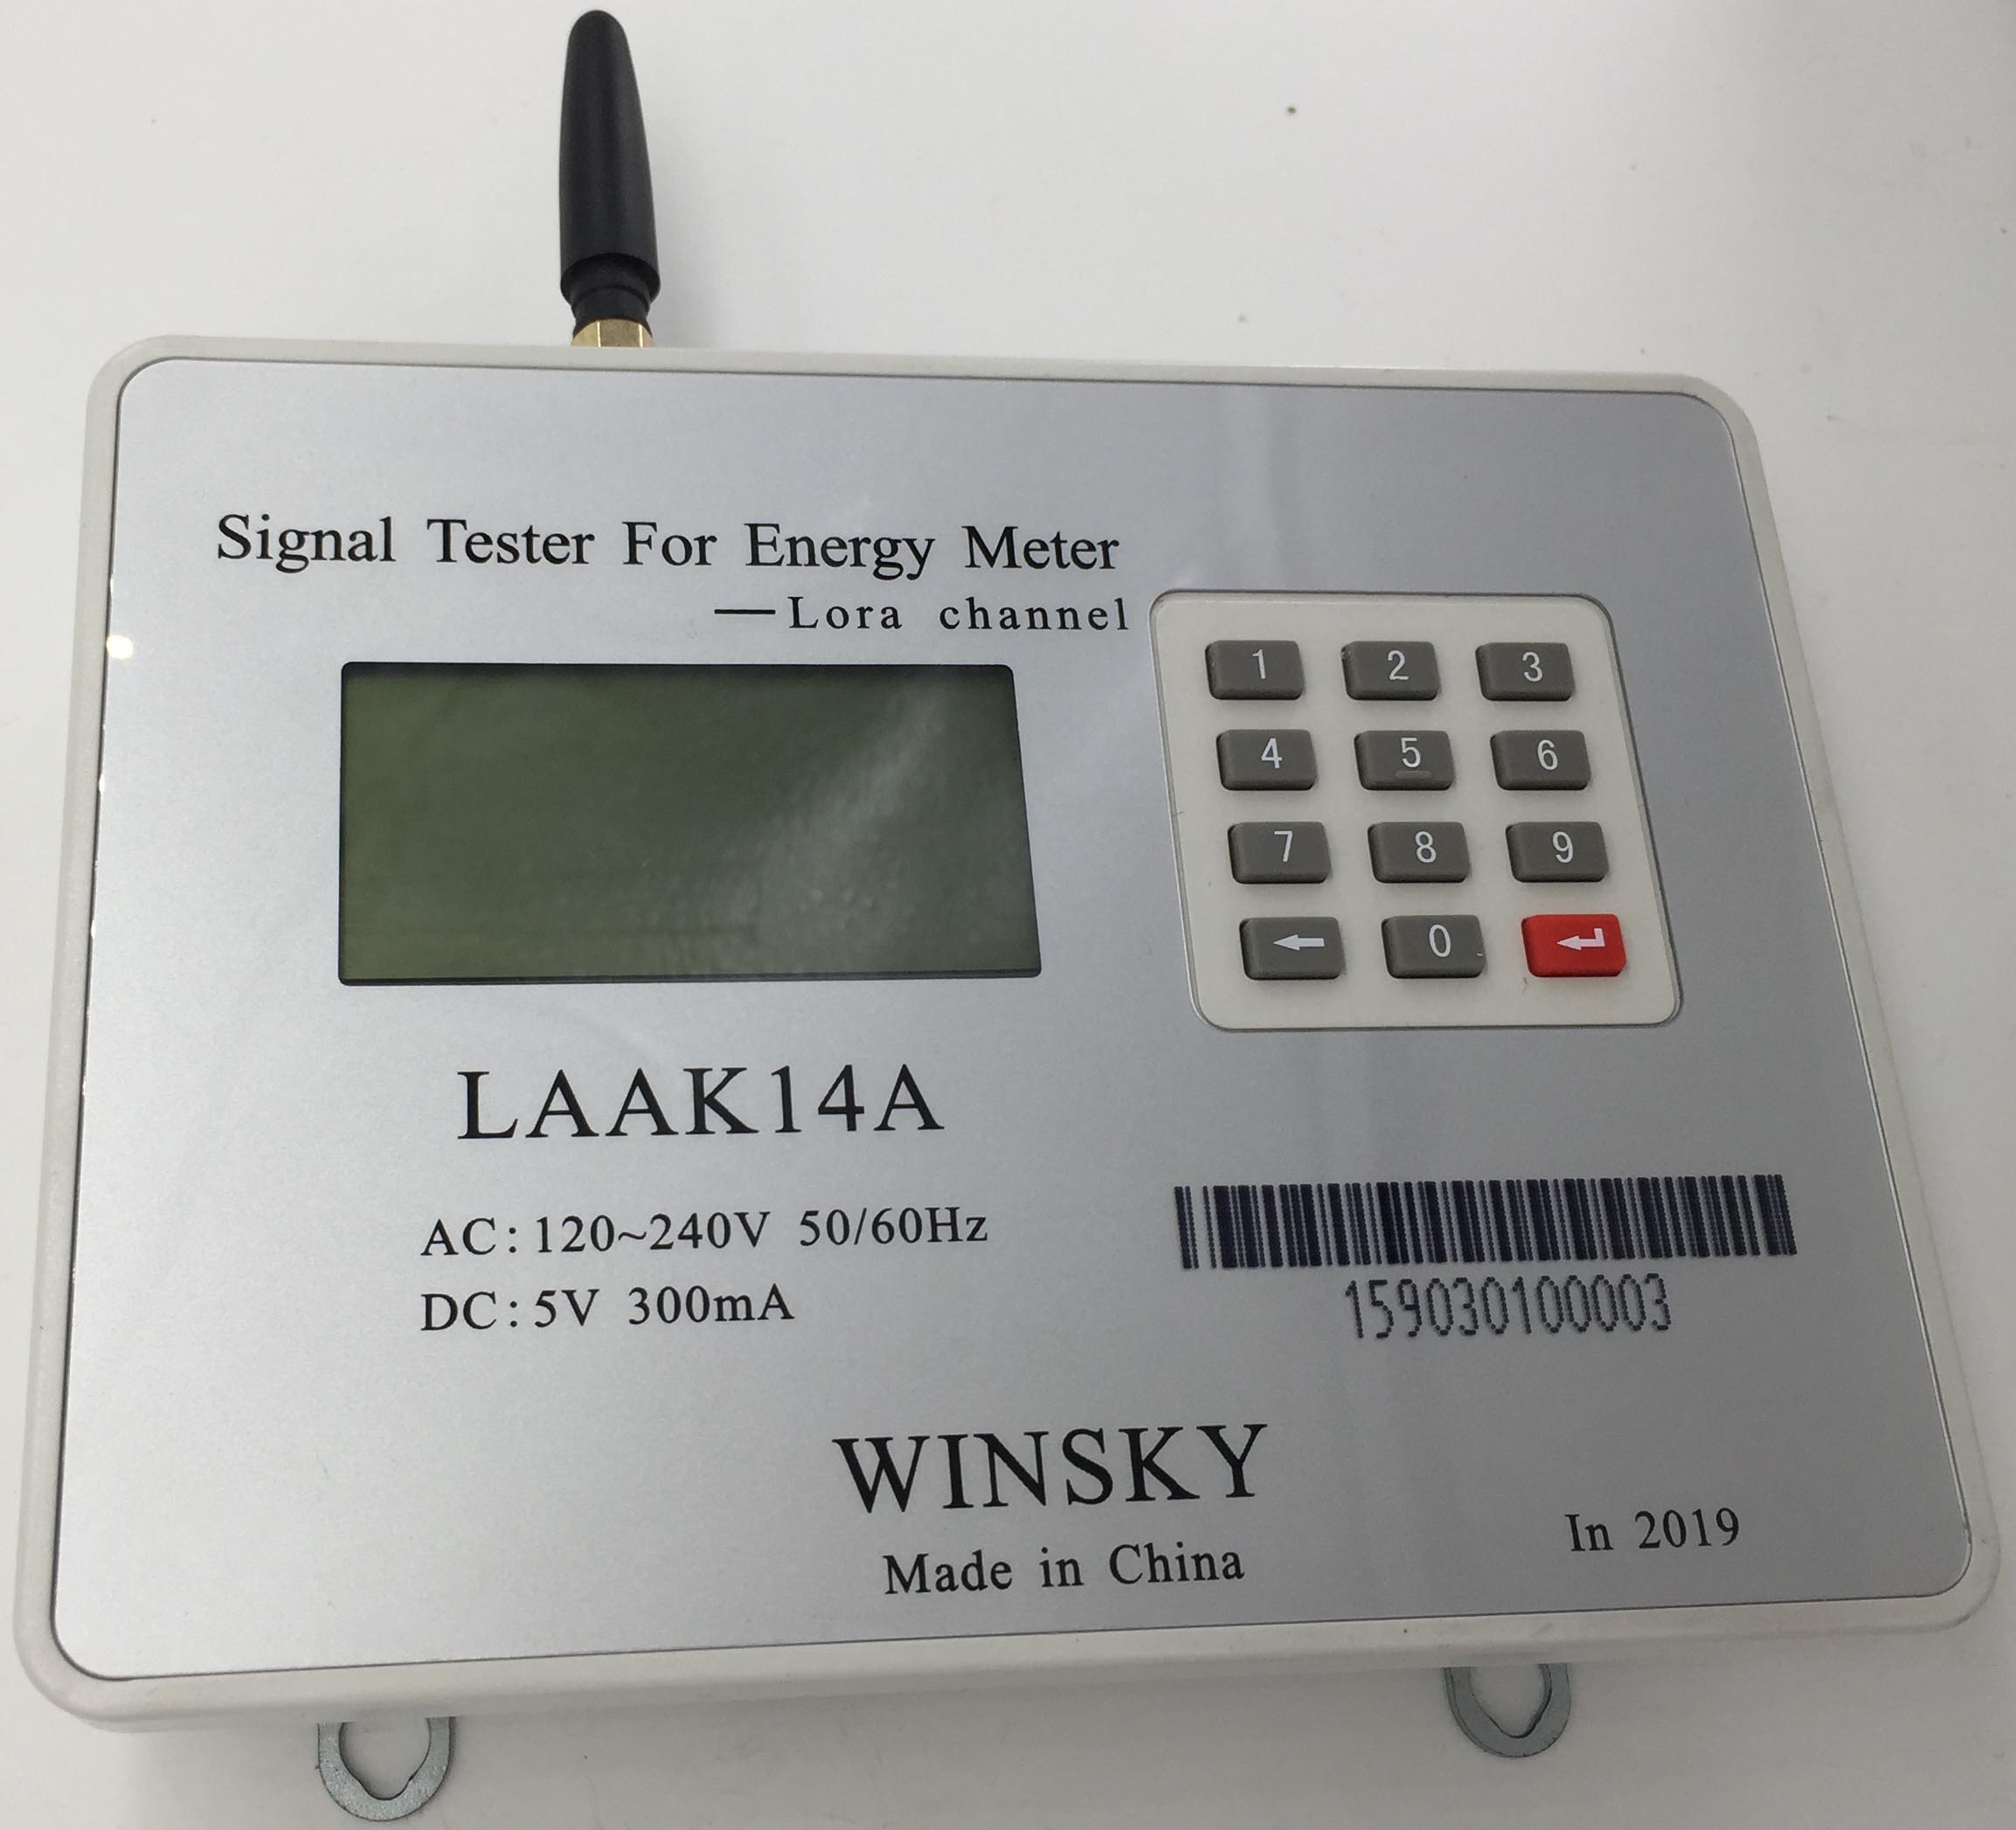 Signal Tester For Energy Meter
—Lora channel
1 2 3
4 5 6
7 8 9
← 0 ↵
LAAK14A
AC:120~240V 50/60Hz
DC:5V 300mA
159030100003
WINSKY
Made in China
In 2019